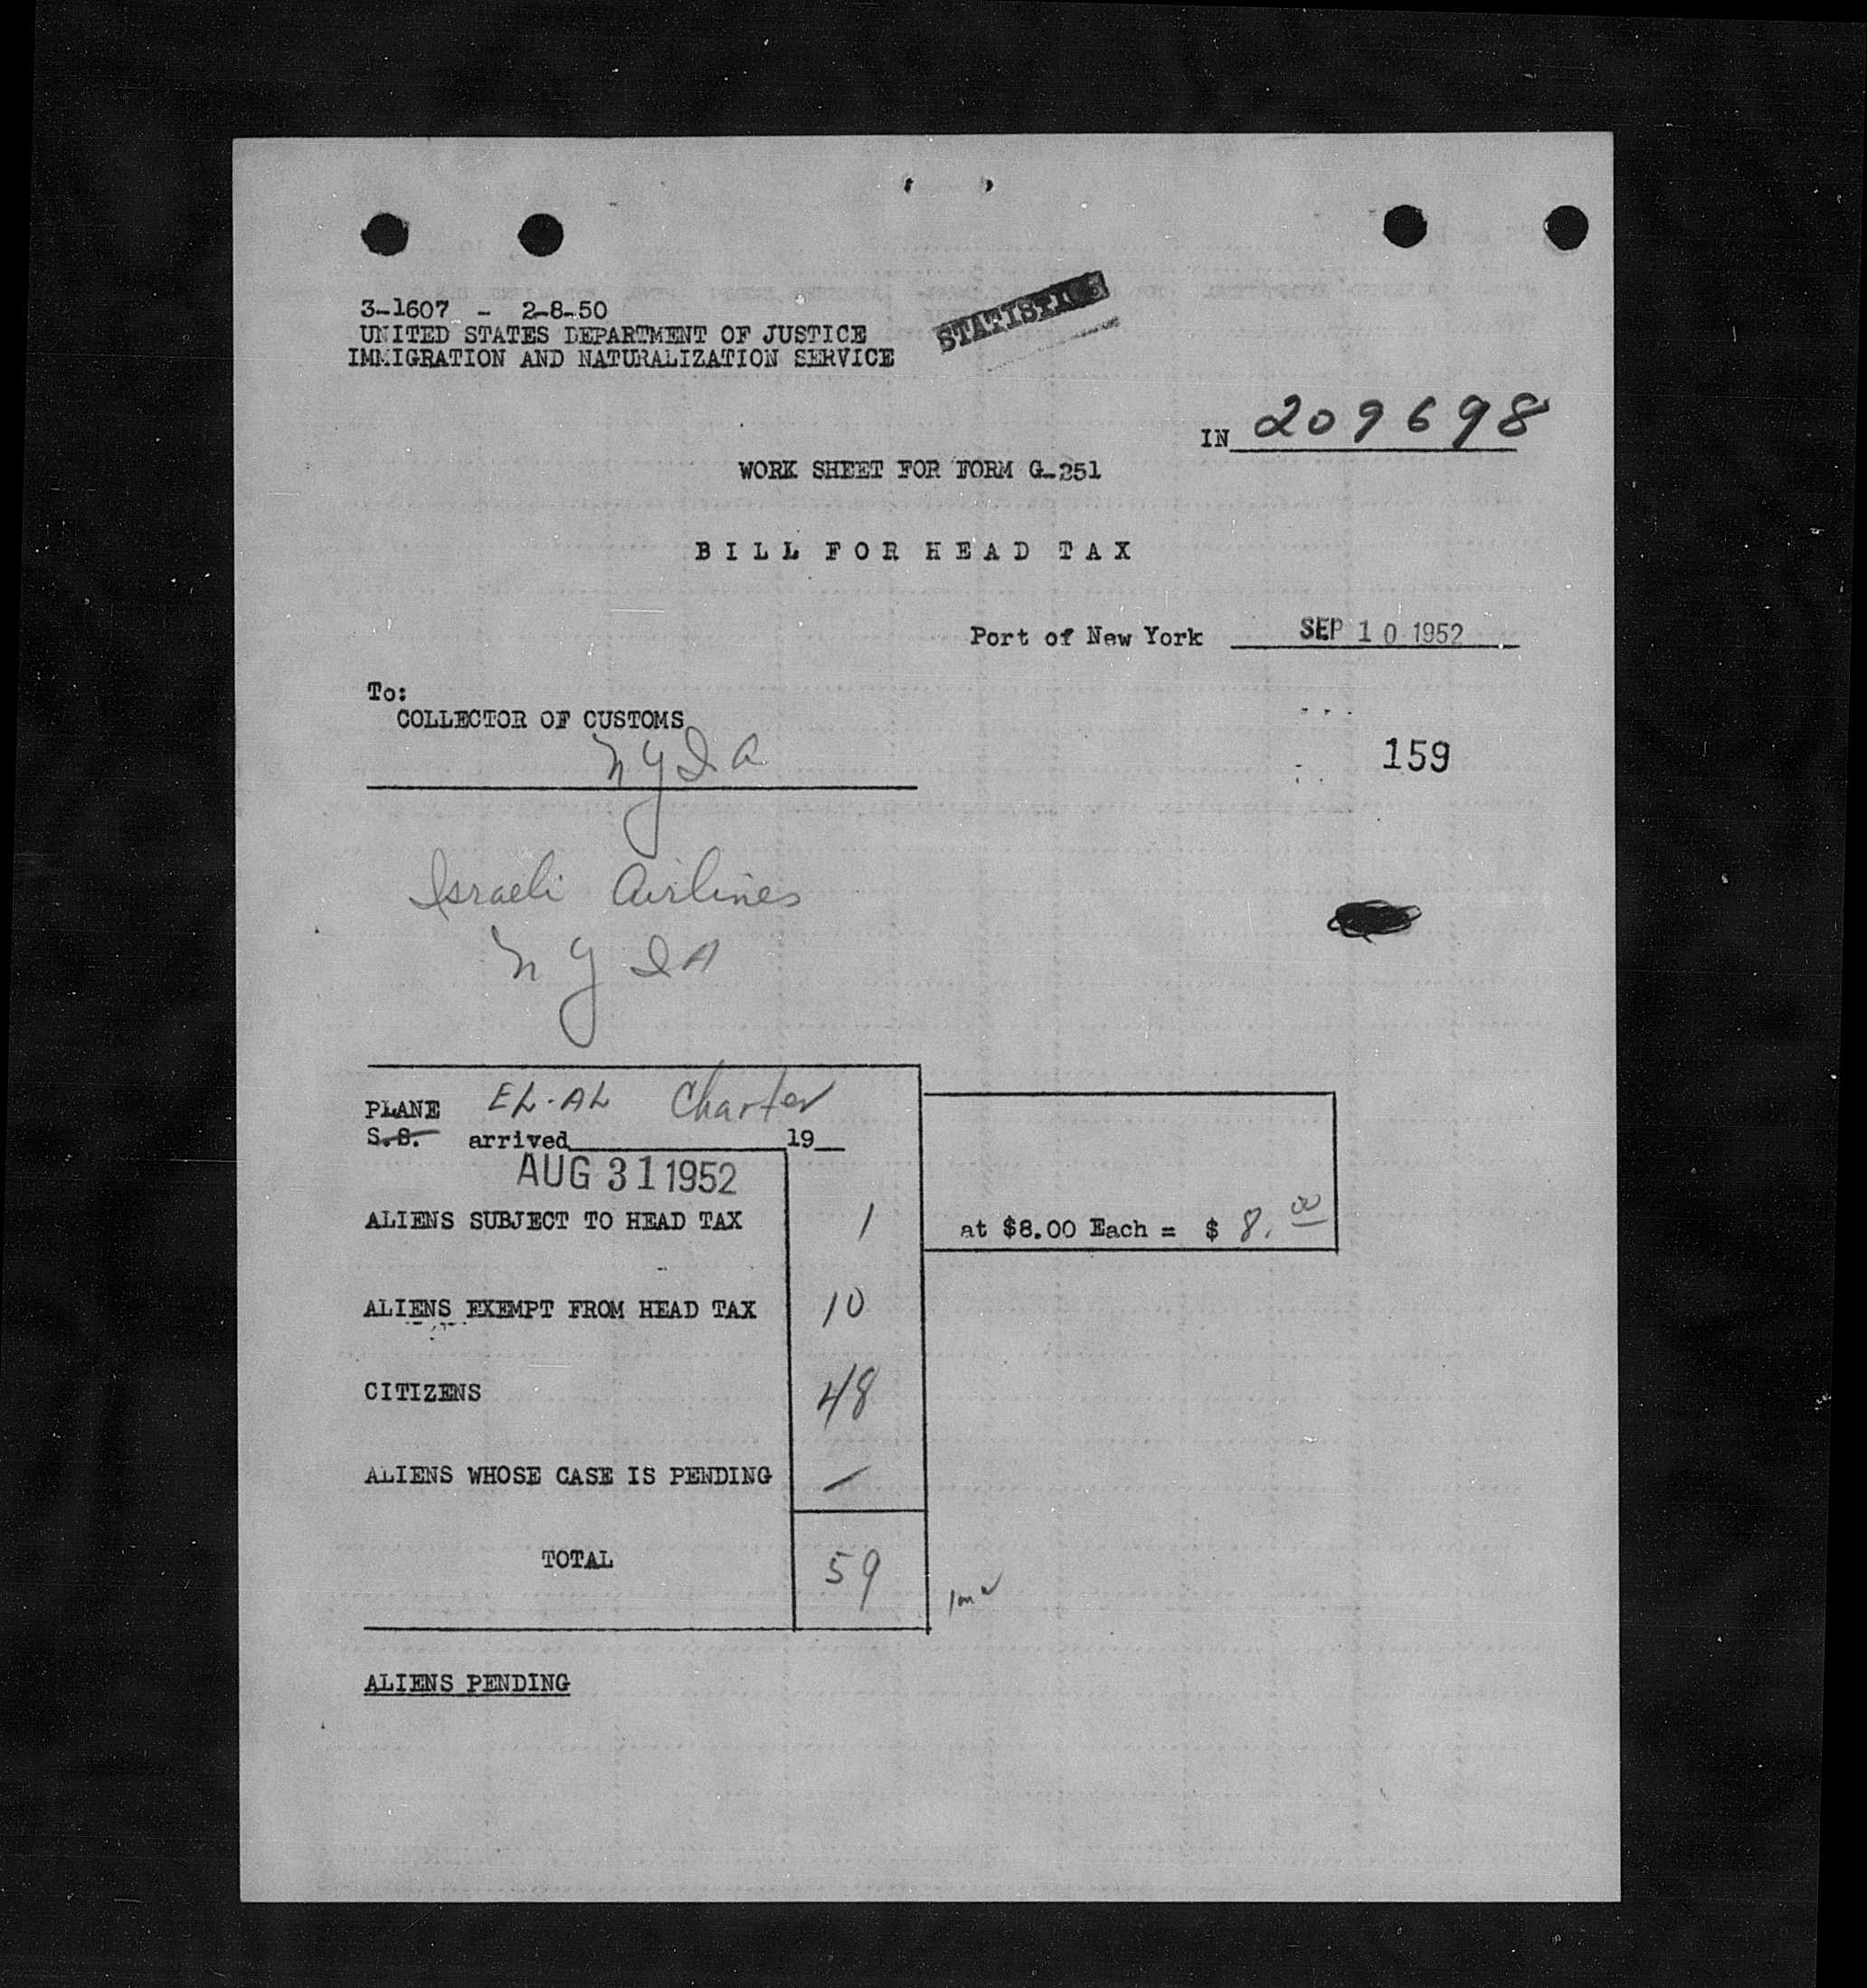 3-1607 - 2-8-50
UNITED STATES DEPARTMENT OF JUSTICE
IMMIGRATION AND NATURALIZATION SERVICE
STATISTICS
IN 209698
WORK SHEET FOR FORM G-251
BILL FOR HEAD TAX
Port of New York SEP 10 1952
To:
COLLECTOR OF CUSTOMS
NYIA
159
Israeli Airlines
NYIA
PLANE EL-AL Charter
S.S. arrived 19
AUG 31 1952
ALIENS SUBJECT TO HEAD TAX 1 at $8.00 Each = $ 8.00
ALIENS EXEMPT FROM HEAD TAX 10
CITIZENS 48
ALIENS WHOSE CASE IS PENDING —
TOTAL 59
ALIENS PENDING